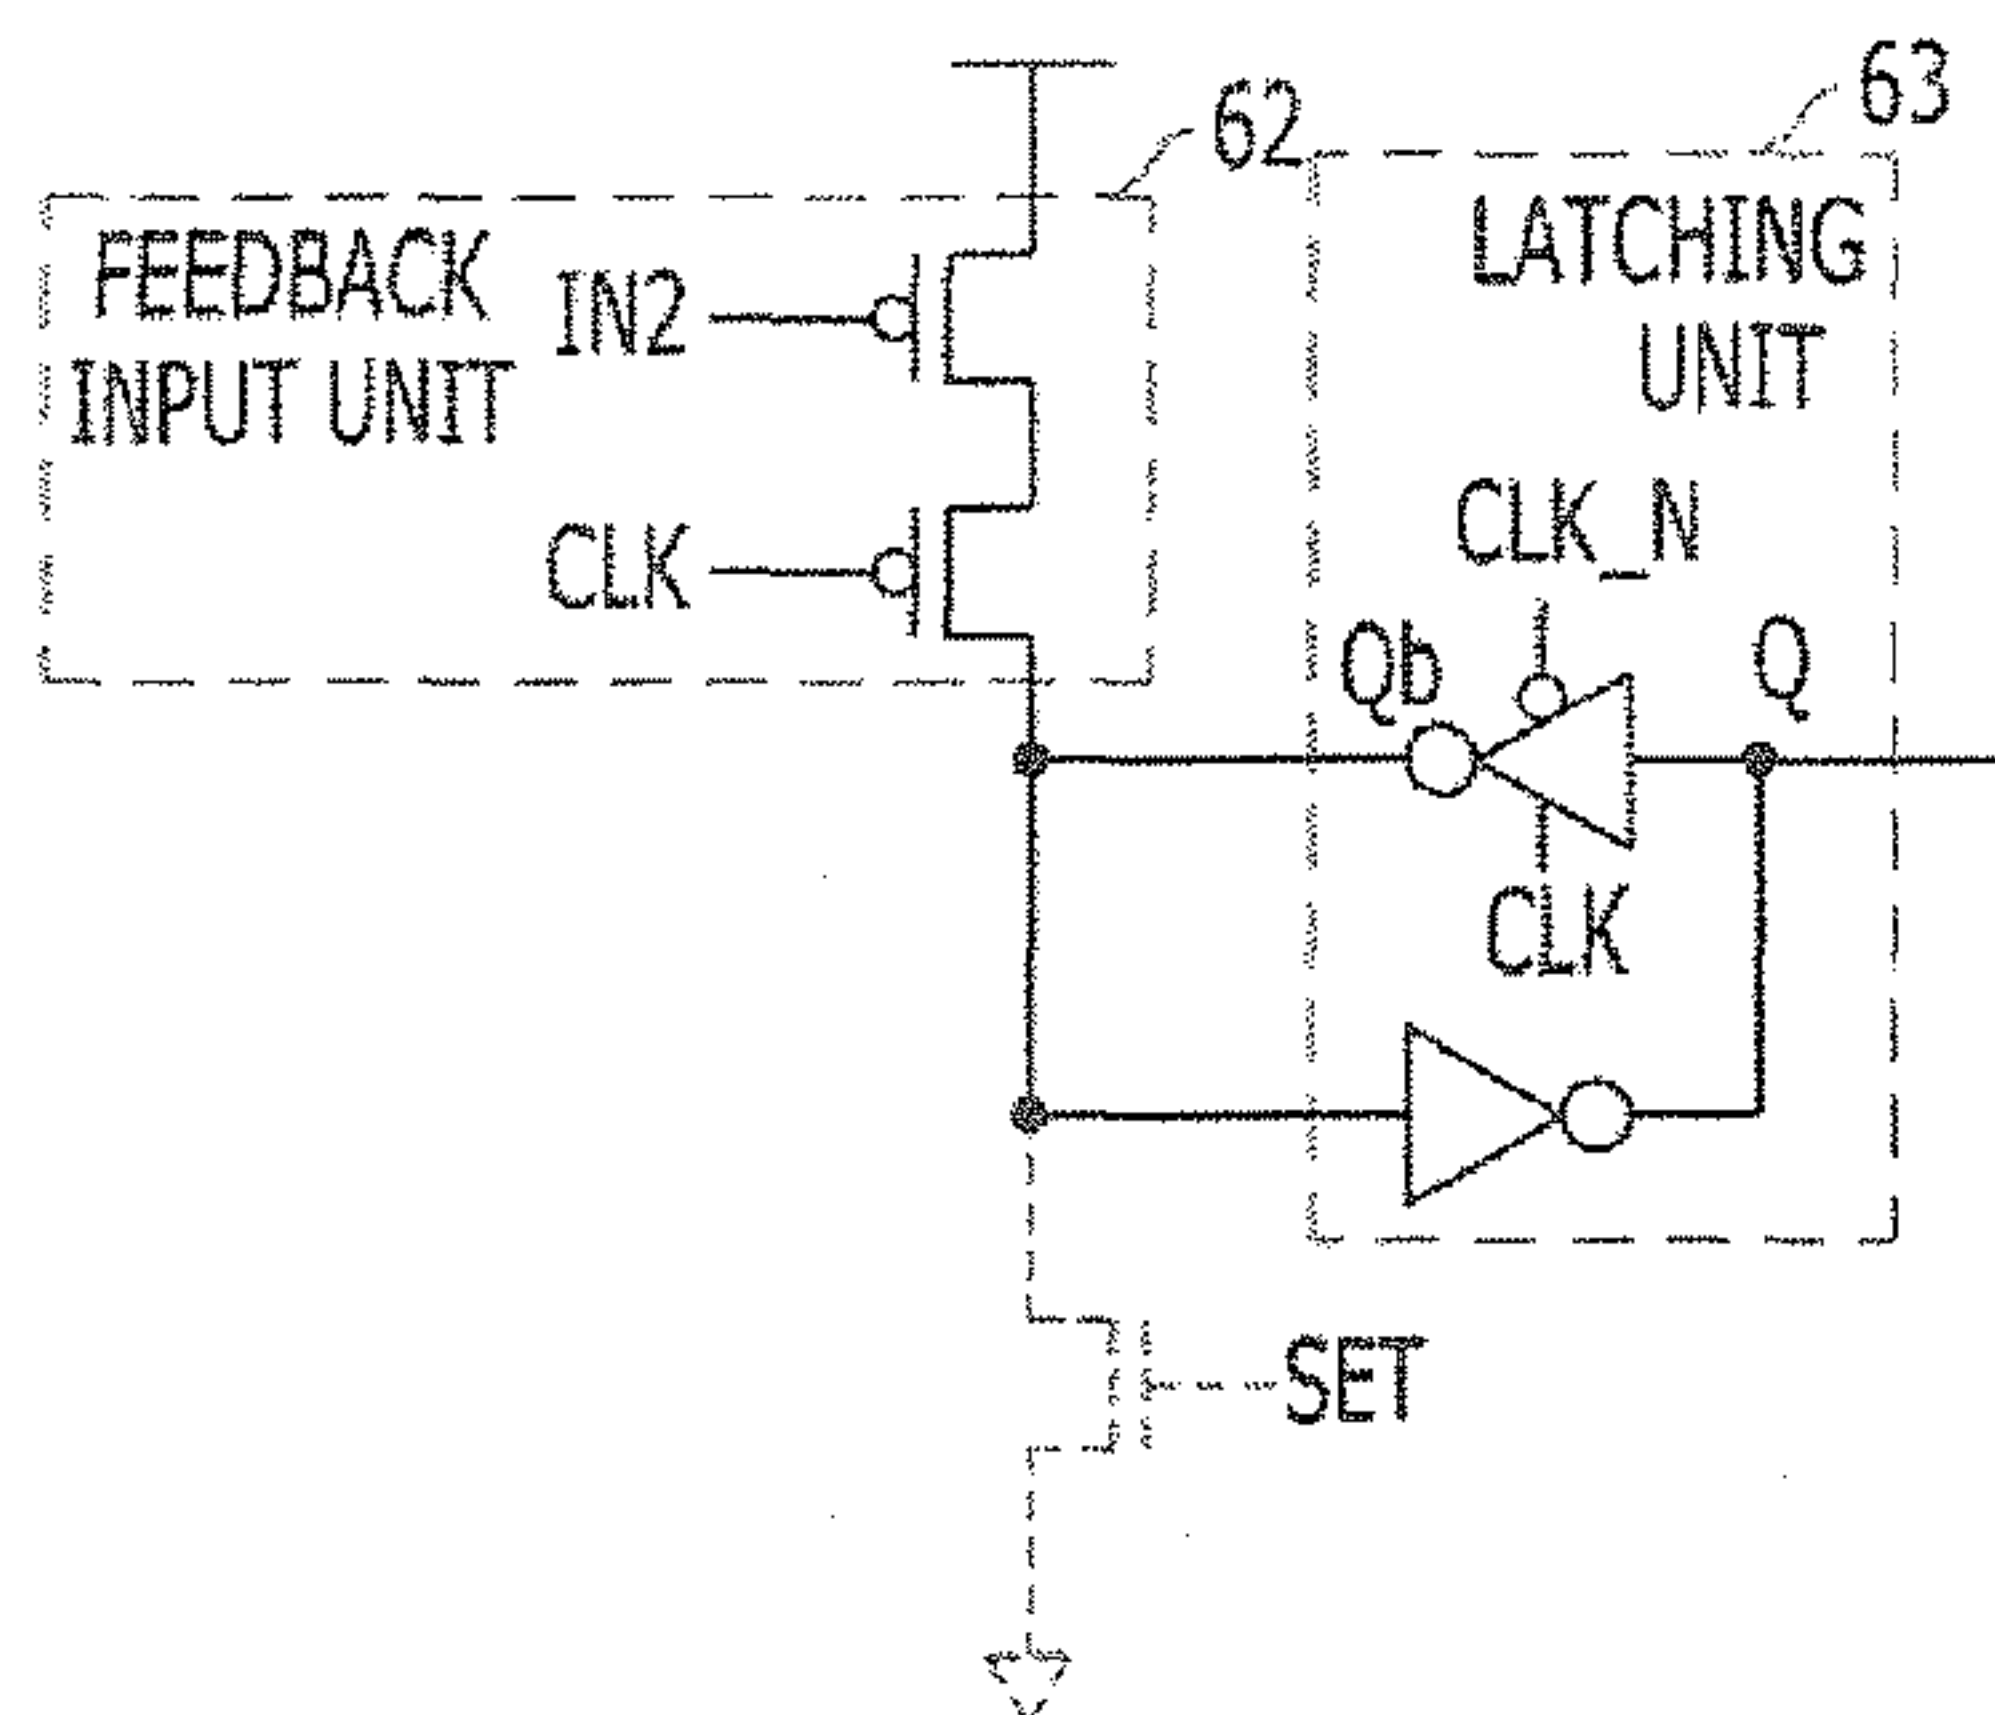 62
63
FEEDBACK
INPUT UNIT
IN2
CLK
LATCHING
UNIT
CLK_N
Qb
Q
CLK
SET